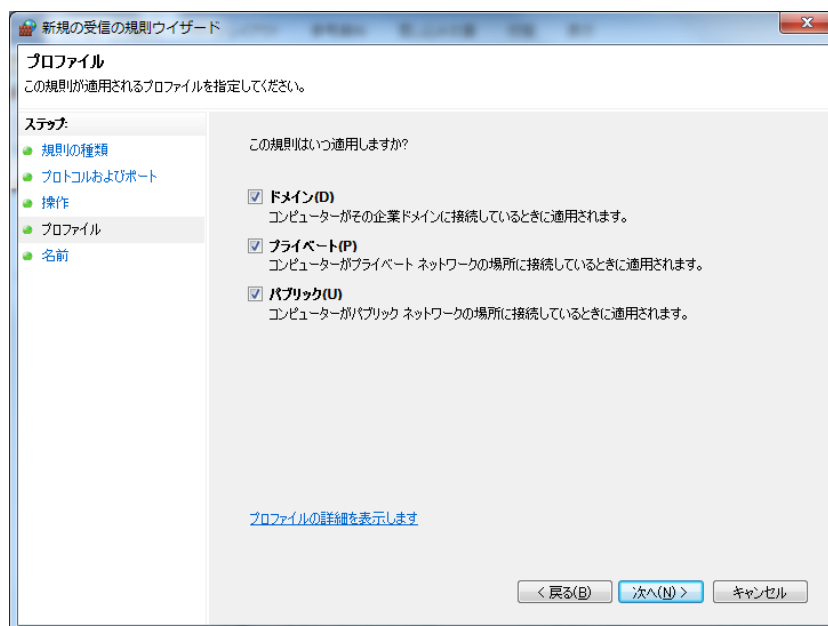 新規の受信の規則ウィザード
プロファイル
この規則が適用されるプロファイルを指定してください。
ステップ:
規則の種類
プロトコルおよびポート
操作
プロファイル
名前
この規則はいつ適用しますか?
ドメイン(D)
コンピューターがその企業ドメインに接続しているときに適用されます。
プライベート(P)
コンピューターがプライベート ネットワークの場所に接続しているときに適用されます。
パブリック(U)
コンピューターがパブリック ネットワークの場所に接続しているときに適用されます。
プロファイルの詳細を表示します
< 戻る(B) 次へ(N) > キャンセル